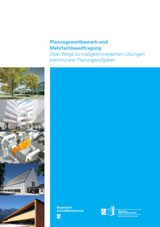 Planungswettbewerb und
Mehrfachbeauftragung
Zwei Wege zu maßgeschneiderten Lösungen
kommunaler Planungsaufgaben
Bayerische
Architektenkammer